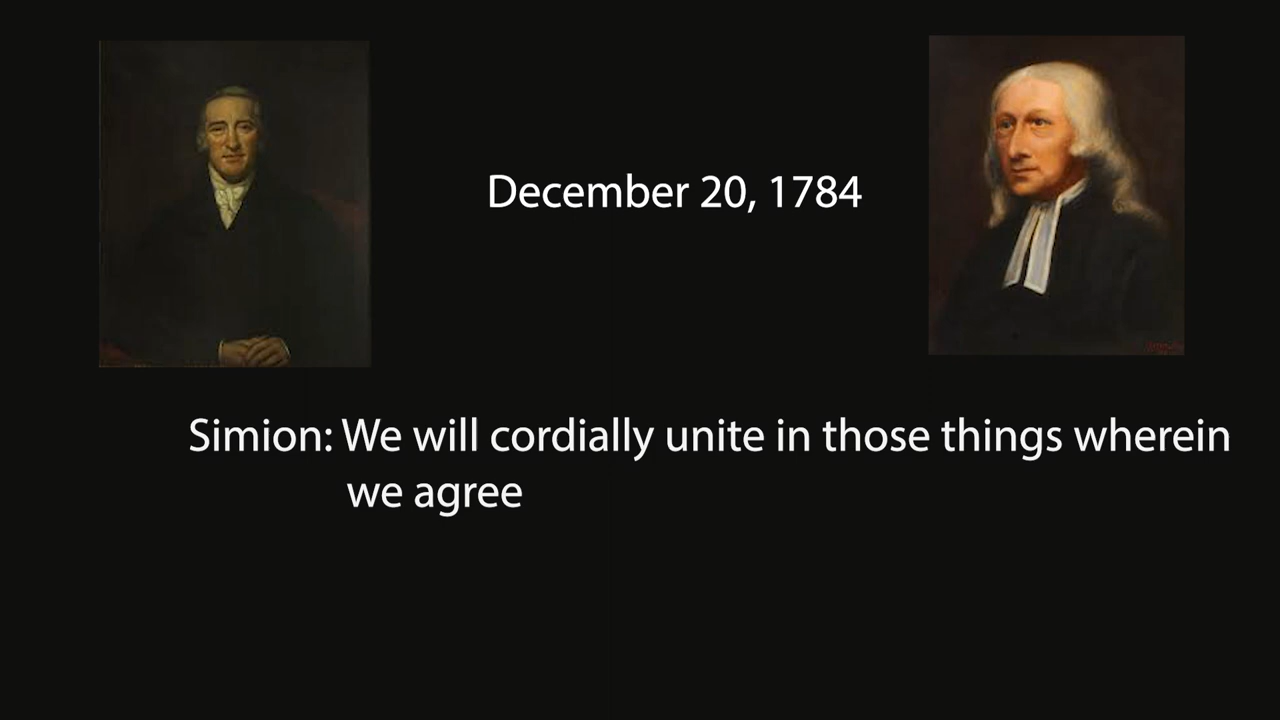 December 20, 1784
Simion: We will cordially unite in those things wherein
we agree